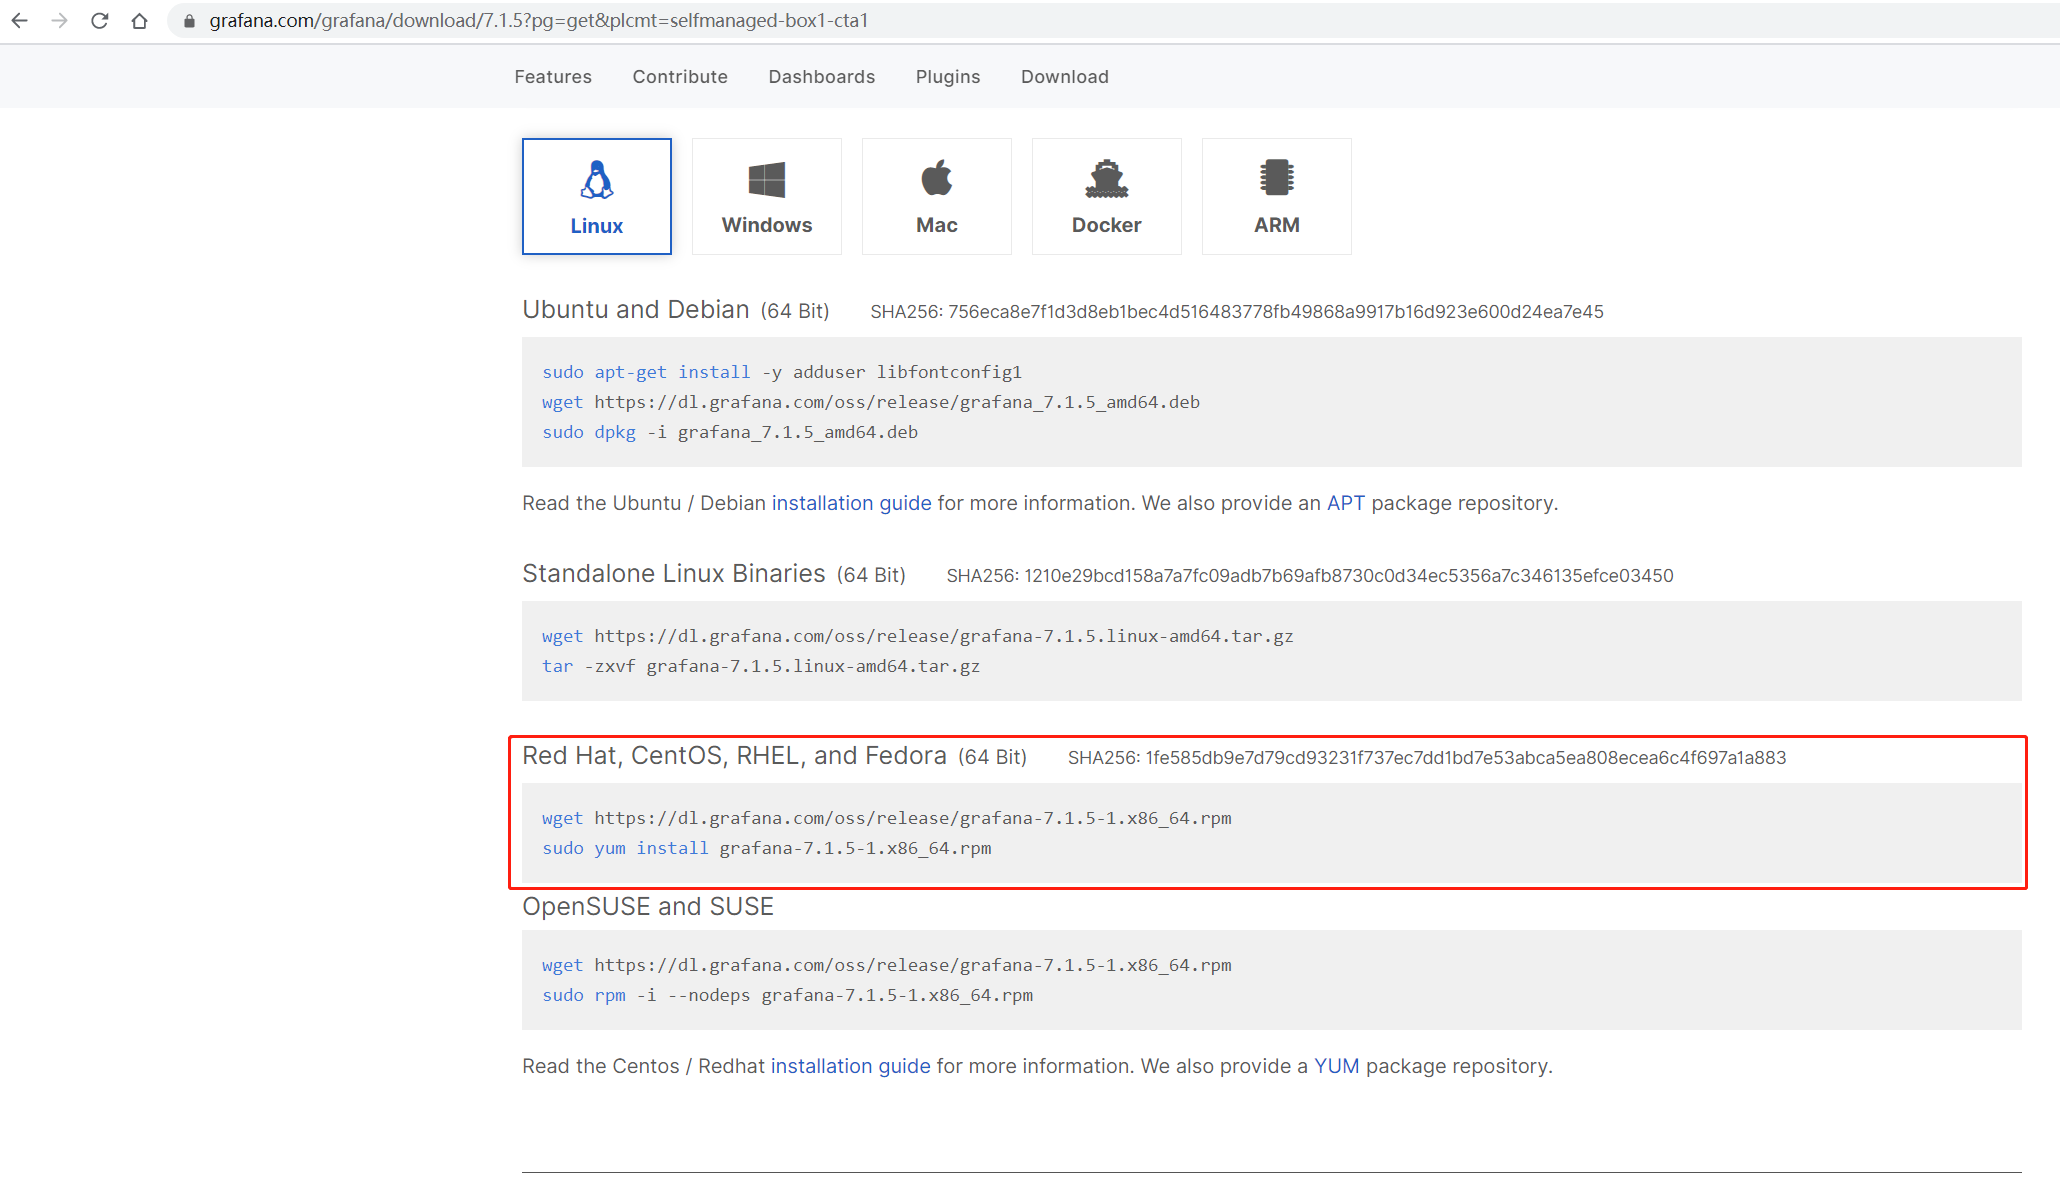 grafana.com/grafana/download/7.1.5?pg=get&plcmt=selfmanaged-box1-cta1
Features Contribute Dashboards Plugins Download
Linux Windows Mac Docker ARM
Ubuntu and Debian (64 Bit) SHA256: 756eca8e7f1d3d8eb1bec4d516483778fb49868a9917b16d923e600d24ea7e45
sudo apt-get install -y adduser libfontconfig1
wget https://dl.grafana.com/oss/release/grafana_7.1.5_amd64.deb
sudo dpkg -i grafana_7.1.5_amd64.deb
Read the Ubuntu / Debian installation guide for more information. We also provide an APT package repository.
Standalone Linux Binaries (64 Bit) SHA256: 1210e29bcd158a7a7fc09adb7b69afb8730c0d34ec5356a7c346135efce03450
wget https://dl.grafana.com/oss/release/grafana-7.1.5.linux-amd64.tar.gz
tar -zxvf grafana-7.1.5.linux-amd64.tar.gz
Red Hat, CentOS, RHEL, and Fedora (64 Bit) SHA256: 1fe585db9e7d79cd93231f737ec7dd1bd7e53abca5ea808ecea6c4f697a1a883
wget https://dl.grafana.com/oss/release/grafana-7.1.5-1.x86_64.rpm
sudo yum install grafana-7.1.5-1.x86_64.rpm
OpenSUSE and SUSE
wget https://dl.grafana.com/oss/release/grafana-7.1.5-1.x86_64.rpm
sudo rpm -i --nodeps grafana-7.1.5-1.x86_64.rpm
Read the Centos / Redhat installation guide for more information. We also provide a YUM package repository.